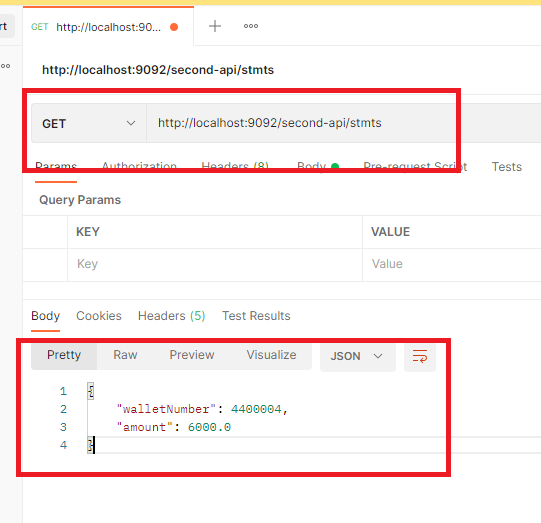 rt
GET http://localhost:90...
http://localhost:9092/second-api/stmts
GET http://localhost:9092/second-api/stmts
Params Authorization Headers (8) Body Pre-request Script Tests
Query Params
KEY VALUE
Key Value
Body Cookies Headers (5) Test Results
Pretty Raw Preview Visualize JSON
1 {
2 "walletNumber": 4400004,
3 "amount": 6000.0
4 }